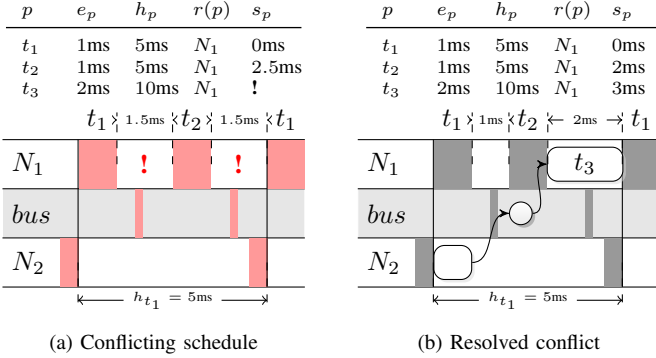 p e_p h_p r(p) s_p
t_1 1ms 5ms N_1 0ms
t_2 1ms 5ms N_1 2.5ms
t_3 2ms 10ms N_1 !
t_1 1.5ms t_2 1.5ms t_1
N_1 ! !
bus
N_2
h_{t_1} = 5ms
(a) Conflicting schedule
p e_p h_p r(p) s_p
t_1 1ms 5ms N_1 0ms
t_2 1ms 5ms N_1 2ms
t_3 2ms 10ms N_1 3ms
t_1 1ms t_2 2ms t_1
N_1 t_3
bus
N_2
h_{t_1} = 5ms
(b) Resolved conflict